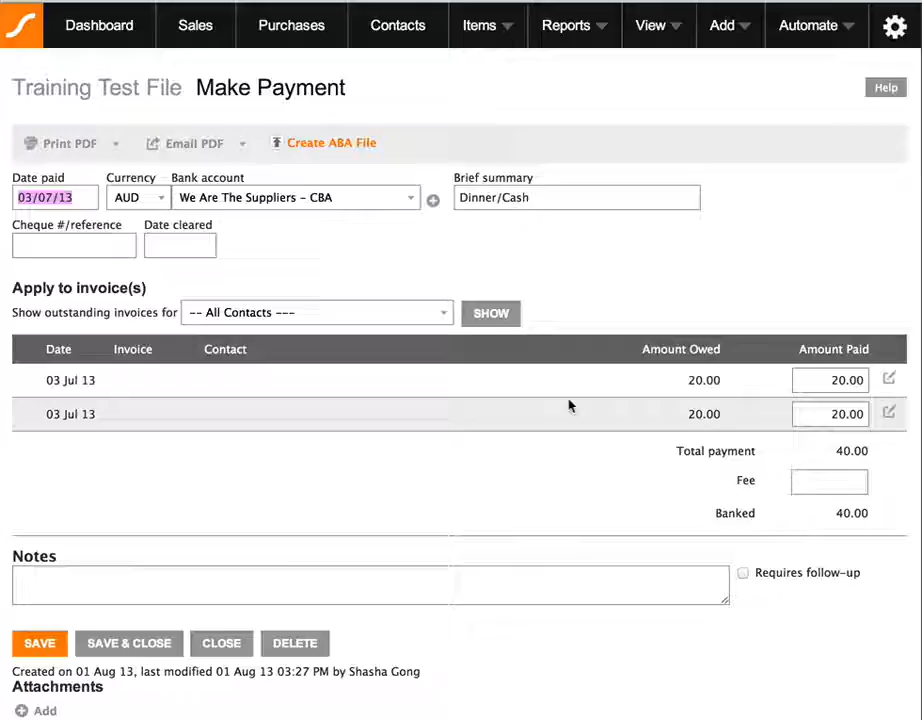 Dashboard Sales Purchases Contacts Items Reports View Add Automate
Training Test File Make Payment Help
Print PDF Email PDF Create ABA File
Date paid Currency Bank account Brief summary
03/07/13 AUD We Are The Suppliers - CBA Dinner/Cash
Cheque #/reference Date cleared
Apply to invoice(s)
Show outstanding invoices for -- All Contacts --- SHOW
Date Invoice Contact Amount Owed Amount Paid
03 Jul 13 20.00 20.00
03 Jul 13 20.00 20.00
Total payment 40.00
Fee
Banked 40.00
Notes
Requires follow-up
SAVE SAVE & CLOSE CLOSE DELETE
Created on 01 Aug 13, last modified 01 Aug 13 03:27 PM by Shasha Gong
Attachments
Add